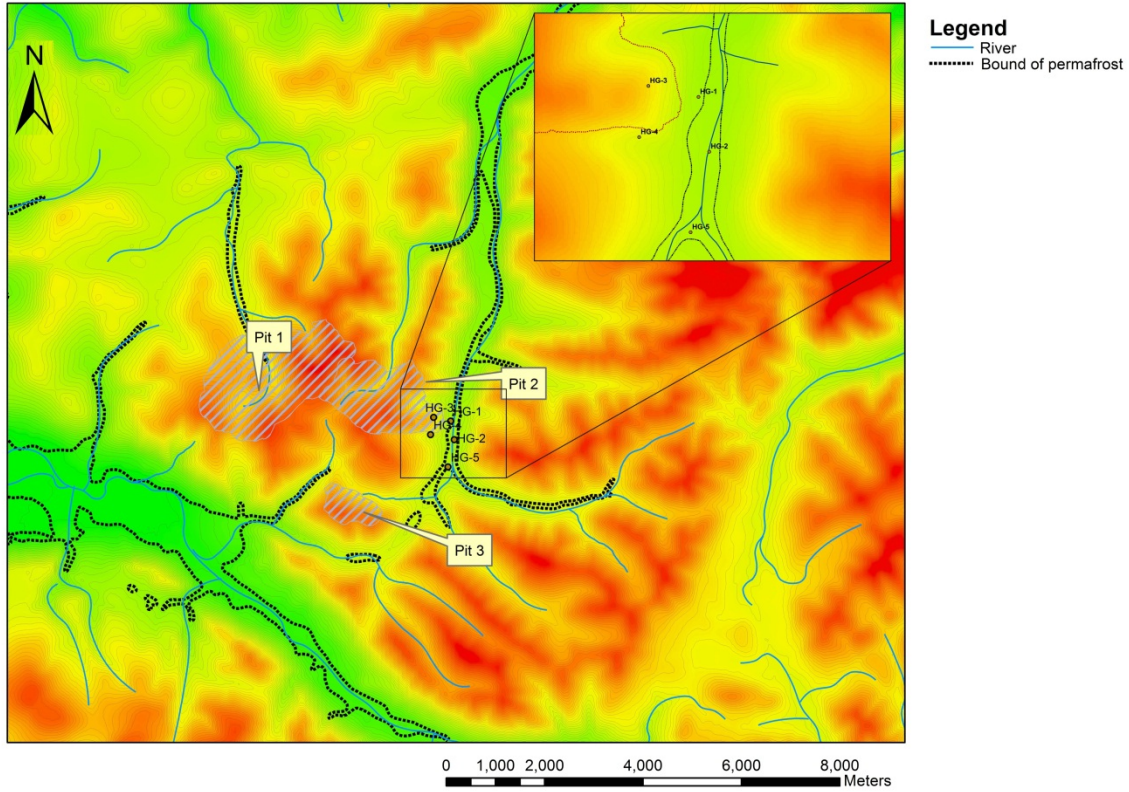 Legend
River
Bound of permafrost
N
HG-3
HG-1
HG-4
HG-2
HG-5
Pit 1
Pit 2
HG-3
HG-1
HG-4
HG-2
HG-5
Pit 3
0 1,000 2,000 4,000 6,000 8,000
Meters